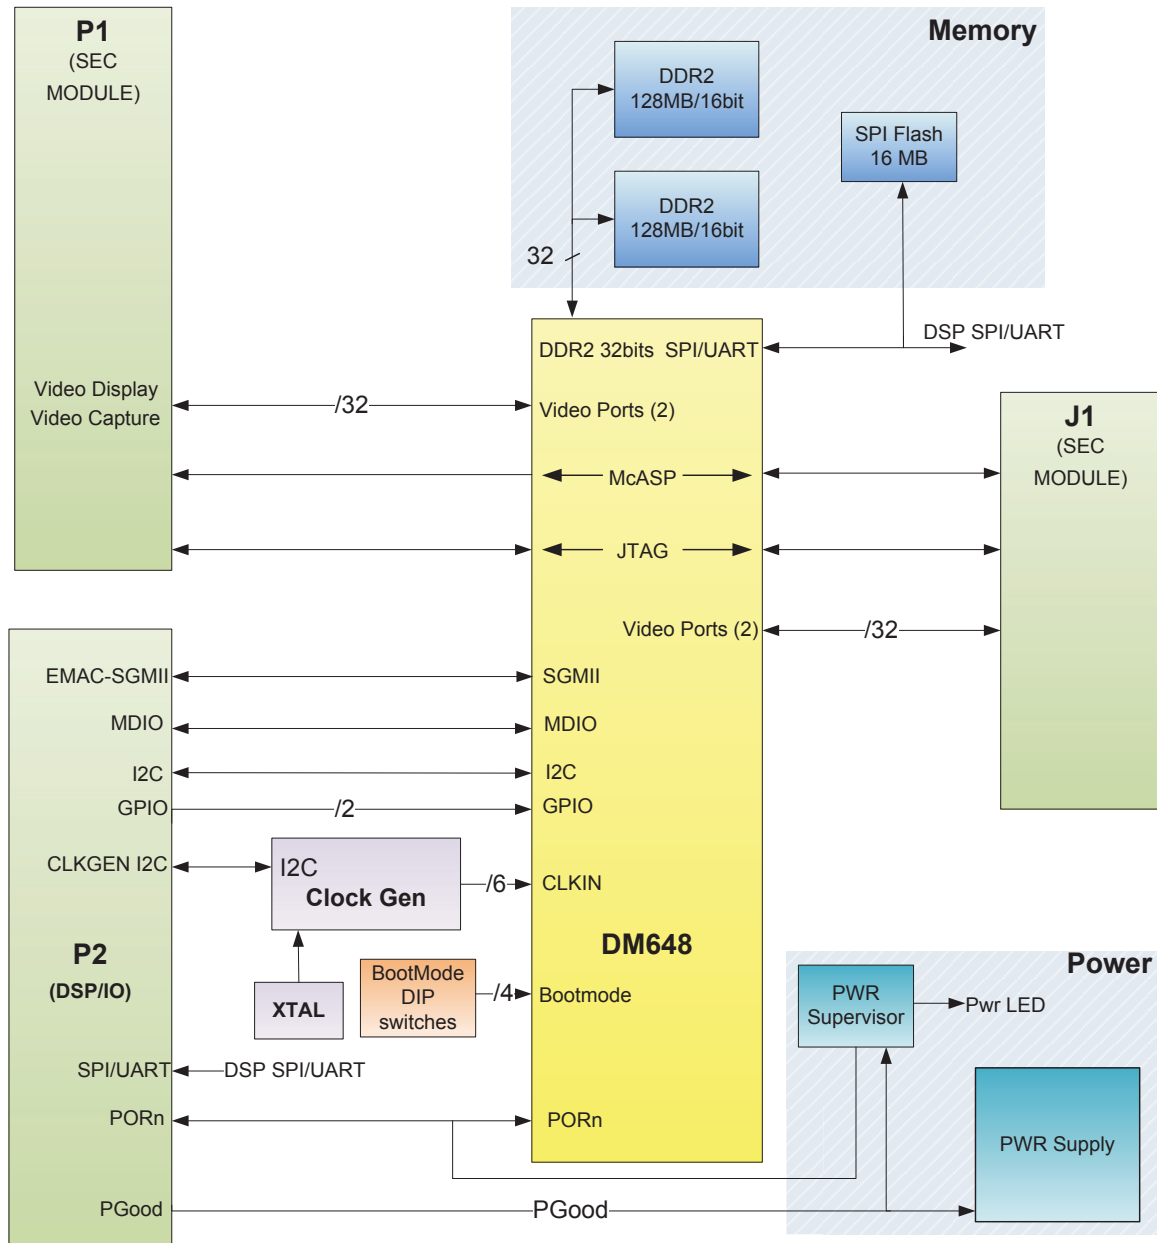 P1
(SEC
MODULE)
Video Display
Video Capture
Memory
DDR2
128MB/16bit
DDR2
128MB/16bit
SPI Flash
16 MB
32
DSP SPI/UART
DDR2 32bits SPI/UART
/32
Video Ports (2)
McASP
JTAG
Video Ports (2)
/32
J1
(SEC
MODULE)
EMAC-SGMII
SGMII
MDIO
MDIO
I2C
I2C
GPIO
/2
GPIO
CLKGEN I2C
I2C
Clock Gen
/6
CLKIN
P2
(DSP/IO)
XTAL
BootMode
DIP
switches
/4
Bootmode
DM648
SPI/UART
DSP SPI/UART
PORn
PORn
PGood
PGood
Power
PWR
Supervisor
Pwr LED
PWR Supply